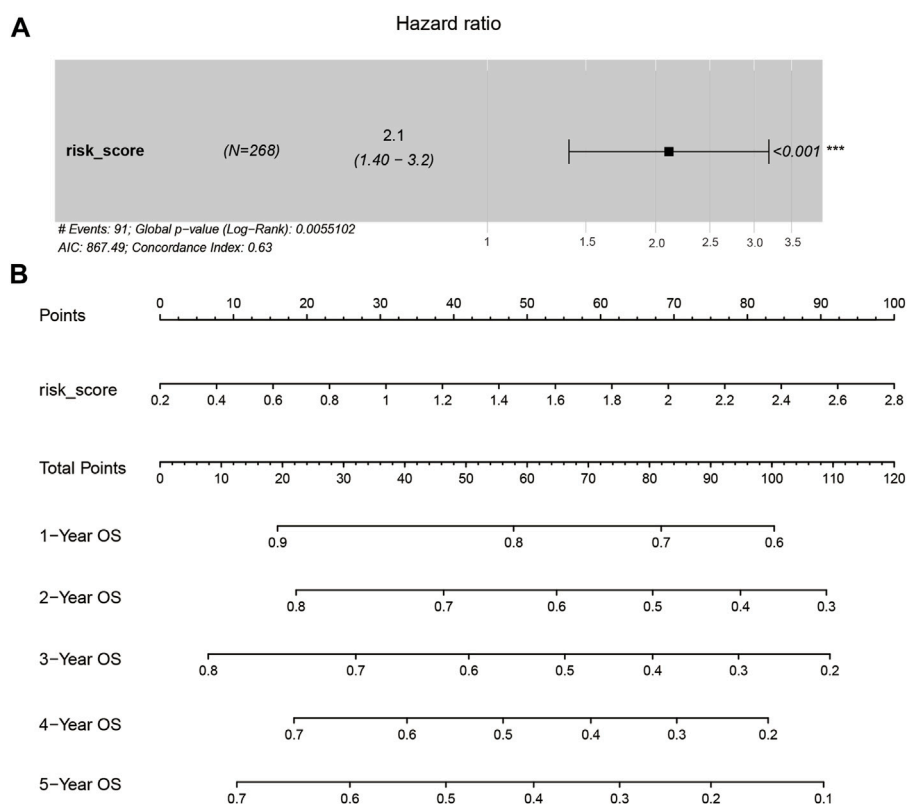 A
Hazard ratio
risk_score (N=268) 2.1 (1.40 − 3.2) <0.001 ***
# Events: 91; Global p−value (Log−Rank): 0.0055102
AIC: 867.49; Concordance Index: 0.63
1 1.5 2.0 2.5 3.0 3.5
B
Points 0 10 20 30 40 50 60 70 80 90 100
risk_score 0.2 0.4 0.6 0.8 1 1.2 1.4 1.6 1.8 2 2.2 2.4 2.6 2.8
Total Points 0 10 20 30 40 50 60 70 80 90 100 110 120
1−Year OS 0.9 0.8 0.7 0.6
2−Year OS 0.8 0.7 0.6 0.5 0.4 0.3
3−Year OS 0.8 0.7 0.6 0.5 0.4 0.3 0.2
4−Year OS 0.7 0.6 0.5 0.4 0.3 0.2
5−Year OS 0.7 0.6 0.5 0.4 0.3 0.2 0.1